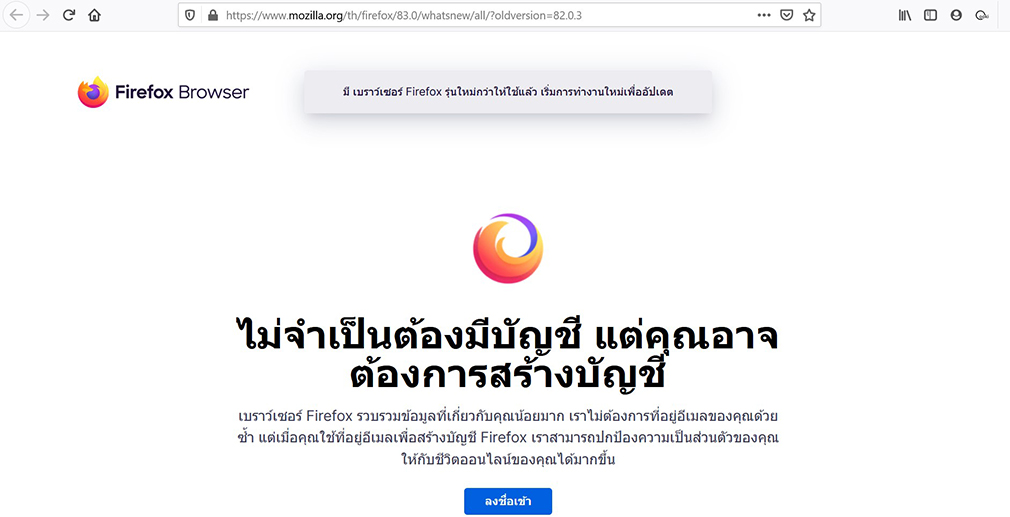 https://www.mozilla.org/th/firefox/83.0/whatsnew/all/?oldversion=82.0.3
Firefox Browser
มี เบราว์เซอร์ Firefox รุ่นใหม่กว่าให้ใช้แล้ว เริ่มการทำงานใหม่เพื่ออัปเดต
ไม่จำเป็นต้องมีบัญชี แต่คุณอาจ
ต้องการสร้างบัญชี
เบราว์เซอร์ Firefox รวบรวมข้อมูลที่เกี่ยวกับคุณน้อยมาก เราไม่ต้องการที่อยู่อีเมลของคุณด้วย
ซ้ำ แต่เมื่อคุณใช้ที่อยู่อีเมลเพื่อสร้างบัญชี Firefox เราสามารถปกป้องความเป็นส่วนตัวของคุณ
ให้กับชีวิตออนไลน์ของคุณได้มากขึ้น
ลงชื่อเข้า